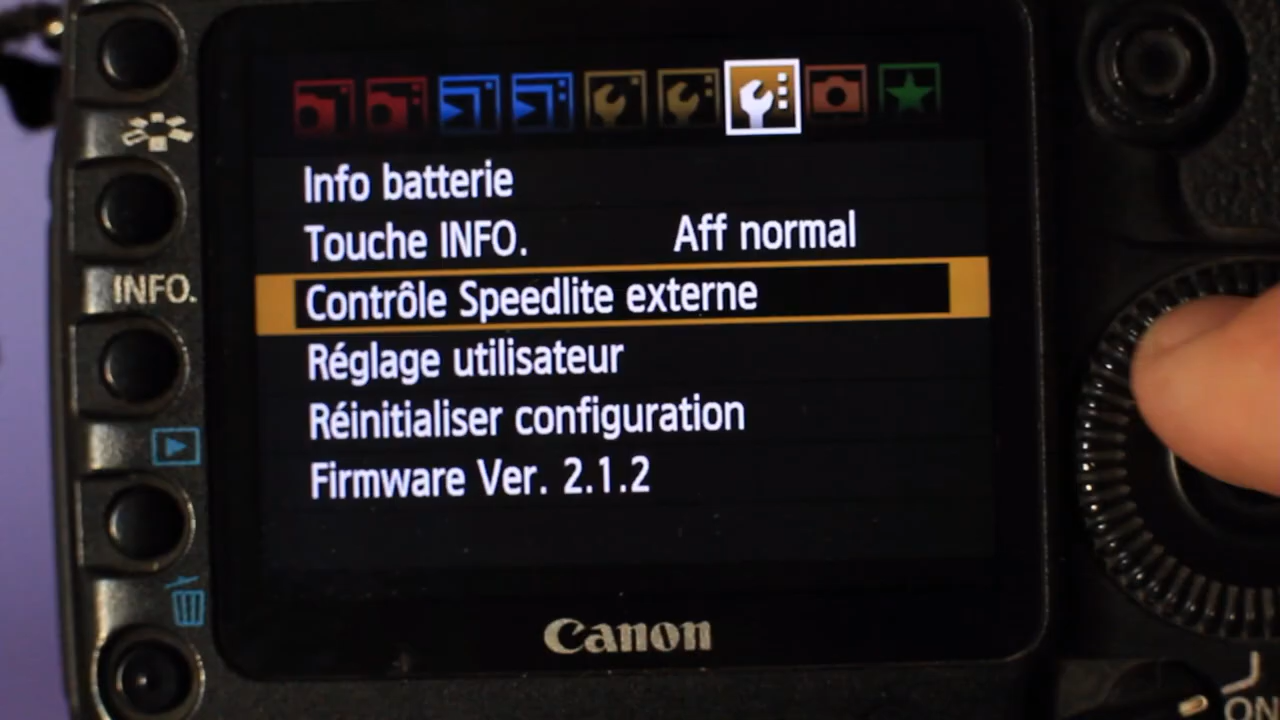 Info batterie
Touche INFO. Aff normal
INFO.
Contrôle Speedlite externe
Réglage utilisateur
Réinitialiser configuration
Firmware Ver. 2.1.2
Canon
ON